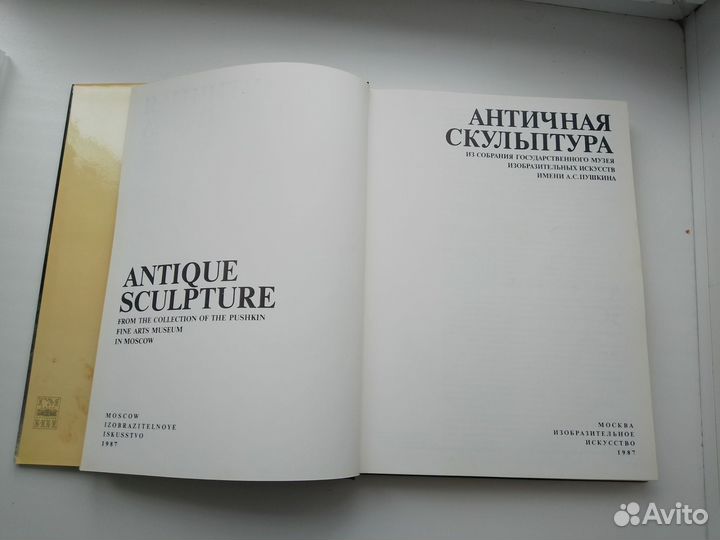 ANTIQUE
SCULPTURE
FROM THE COLLECTION OF THE PUSHKIN
FINE ARTS MUSEUM
IN MOSCOW
MOSCOW
IZOBRAZITELNOYE
ISKUSSTVO
1987
АНТИЧНАЯ
СКУЛЬПТУРА
ИЗ СОБРАНИЯ ГОСУДАРСТВЕННОГО МУЗЕЯ
ИЗОБРАЗИТЕЛЬНЫХ ИСКУССТВ
ИМЕНИ А.С.ПУШКИНА
МОСКВА
ИЗОБРАЗИТЕЛЬНОЕ
ИСКУССТВО
1987
Avito